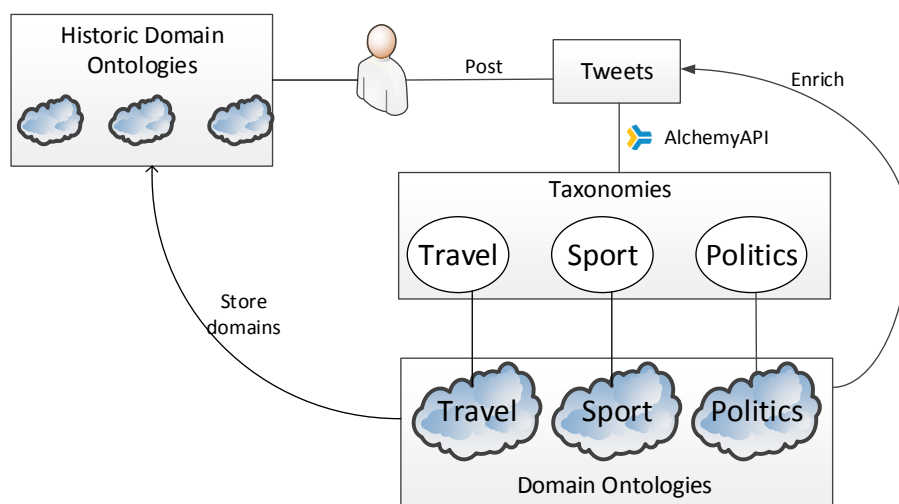 Historic Domain
Ontologies
Post
Tweets
Enrich
AlchemyAPI
Taxonomies
Travel
Sport
Politics
Store
domains
Travel
Sport
Politics
Domain Ontologies